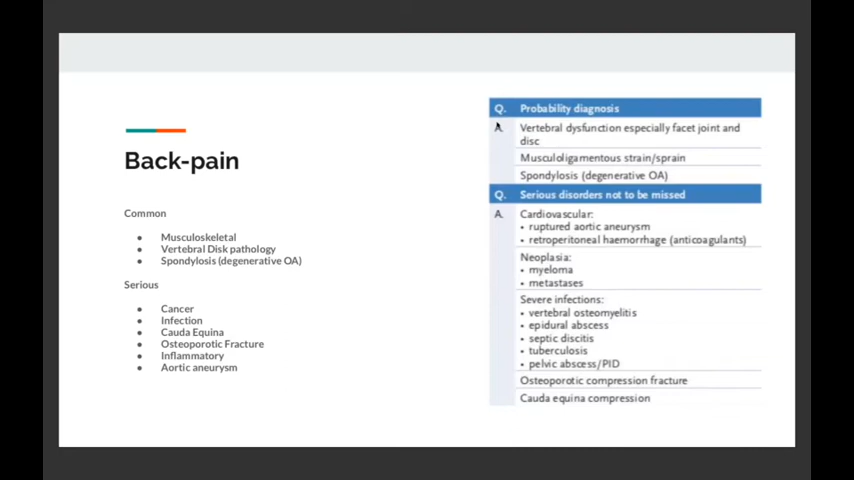 Back-pain
Common
● Musculoskeletal
● Vertebral Disk pathology
● Spondylosis (degenerative OA)
Serious
● Cancer
● Infection
● Cauda Equina
● Osteoporotic Fracture
● Inflammatory
● Aortic aneurysm
Q. Probability diagnosis
A. Vertebral dysfunction especially facet joint and
disc
Musculoligamentous strain/sprain
Spondylosis (degenerative OA)
Q. Serious disorders not to be missed
A. Cardiovascular:
• ruptured aortic aneurysm
• retroperitoneal haemorrhage (anticoagulants)
Neoplasia:
• myeloma
• metastases
Severe infections:
• vertebral osteomyelitis
• epidural abscess
• septic discitis
• tuberculosis
• pelvic abscess/PID
Osteoporotic compression fracture
Cauda equina compression